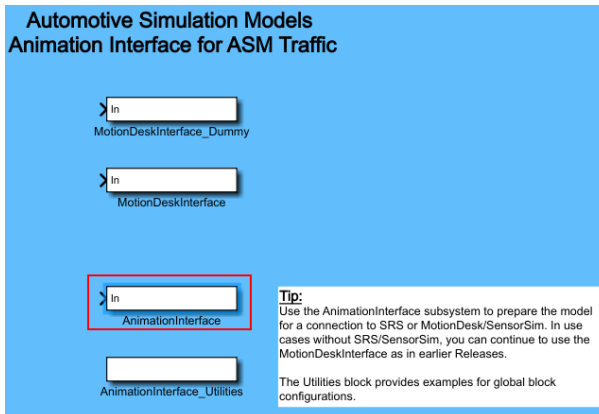 Automotive Simulation Models
Animation Interface for ASM Traffic
In
MotionDeskInterface_Dummy
In
MotionDeskInterface
In
AnimationInterface
AnimationInterface_Utilities
Tip:
Use the AnimationInterface subsystem to prepare the model
for a connection to SRS or MotionDesk/SensorSim. In use
cases without SRS/SensorSim, you can continue to use the
MotionDeskInterface as in earlier Releases.
The Utilities block provides examples for global block
configurations.